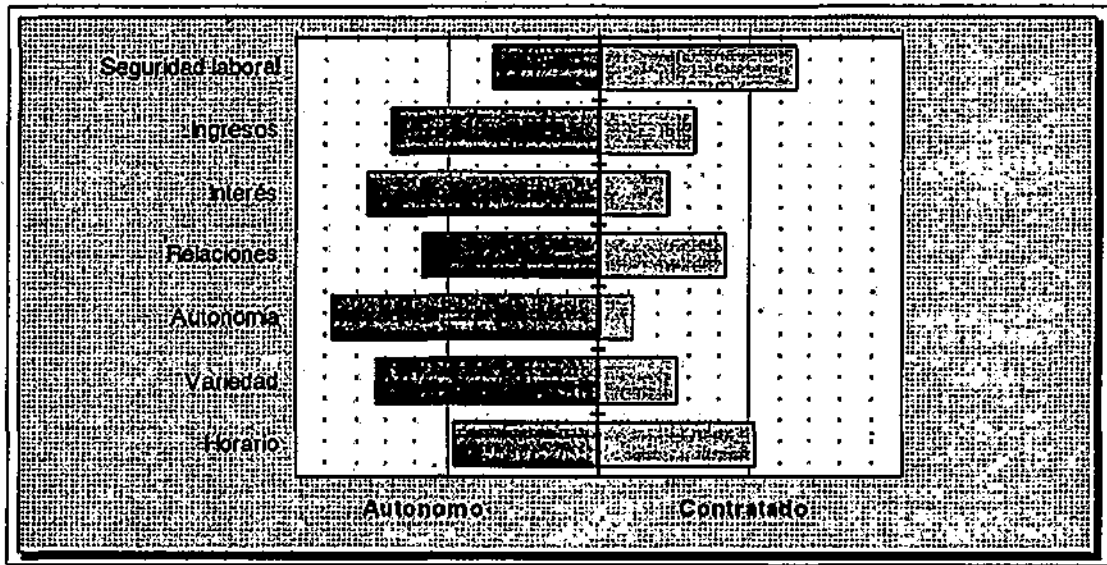 Seguridad laboral
Ingresos
Interés
Relaciones
Autonomía
Variedad
Horario
Autonomo Contratado